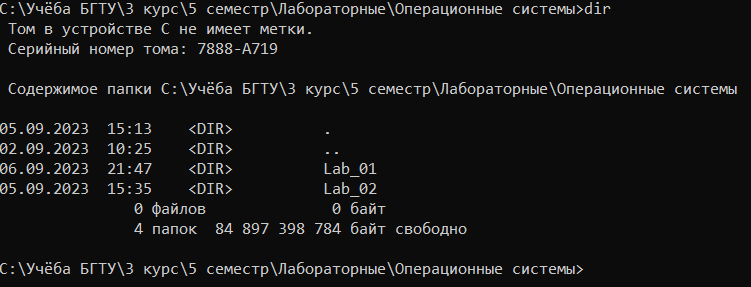 C:\Учёба БГТУ\3 курс\5 семестр\Лабораторные\Операционные системы>dir
Том в устройстве C не имеет метки.
Серийный номер тома: 7888-A719
Содержимое папки C:\Учёба БГТУ\3 курс\5 семестр\Лабораторные\Операционные системы
05.09.2023  15:13    <DIR>          .
02.09.2023  10:25    <DIR>          ..
06.09.2023  21:47    <DIR>          Lab_01
05.09.2023  15:35    <DIR>          Lab_02
0 файлов              0 байт
4 папок  84 897 398 784 байт свободно
C:\Учёба БГТУ\3 курс\5 семестр\Лабораторные\Операционные системы>